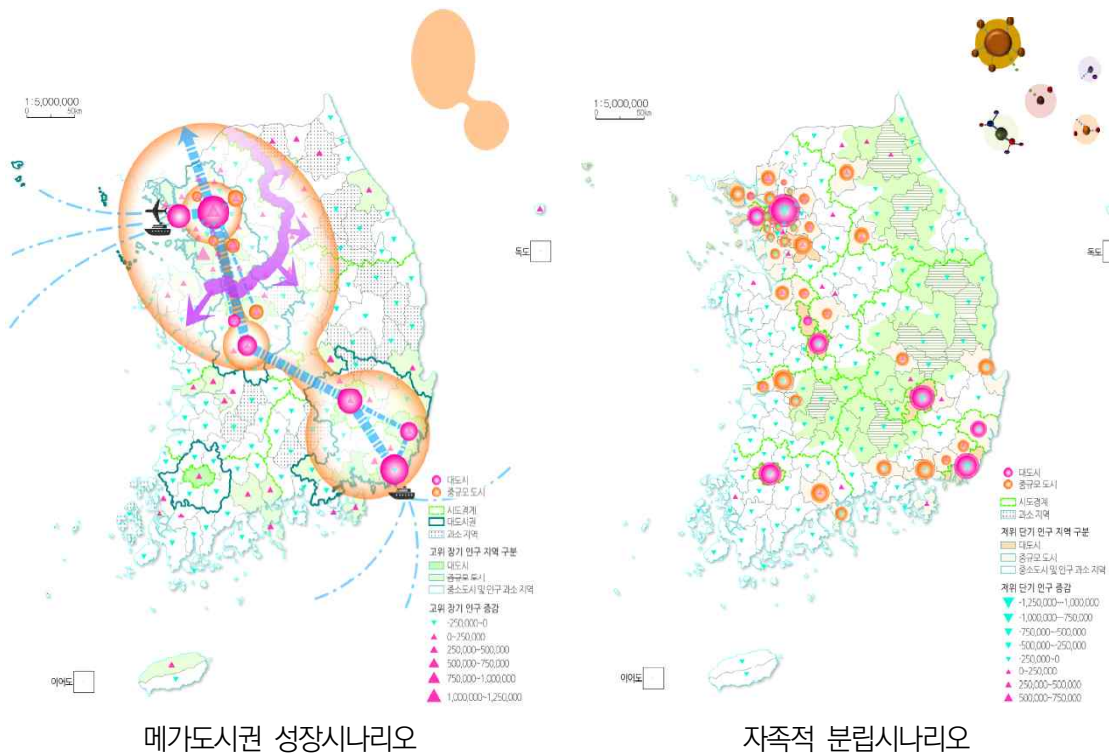 1:5,000,000
0 50km
독도
대도시
중규모 도시
시도경계
대도시권
과소 지역
고위 장기 인구 지역 구분
대도시
중규모 도시
중소도시 및 인구 과소 지역
고위 장기 인구 증감
-250,000~0
0~250,000
250,000~500,000
500,000~750,000
750,000~1,000,000
1,000,000~1,250,000
이어도
메가도시권 성장시나리오
1:5,000,000
0 50km
독도
대도시
중규모 도시
시도경계
과소 지역
저위 단기 인구 지역 구분
대도시
중규모 도시
중소도시 및 인구 과소 지역
저위 단기 인구 증감
-1,250,000~-1,000,000
-1,000,000~-750,000
-750,000~-500,000
-500,000~-250,000
-250,000~0
0~250,000
250,000~500,000
500,000~750,000
이어도
자족적 분립시나리오